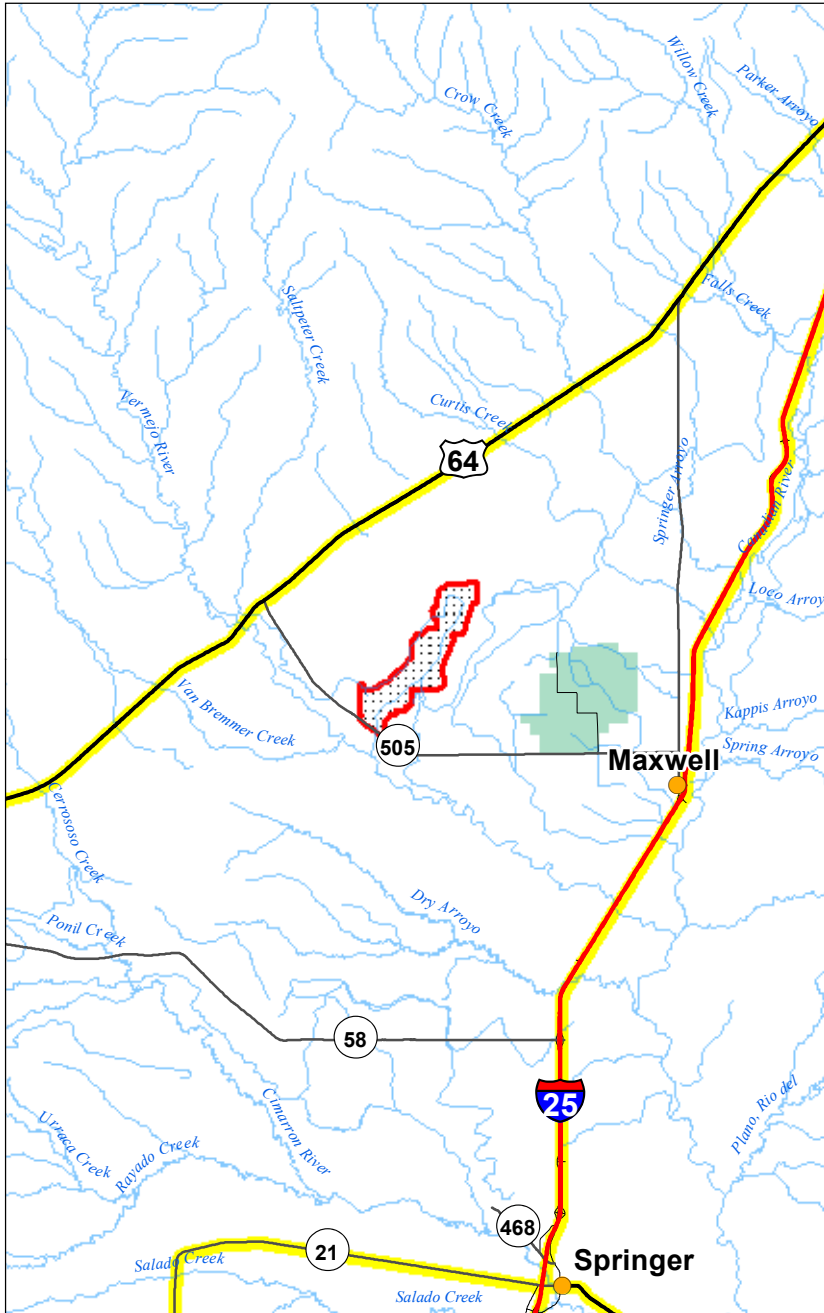 Willow Creek
Parker Arroyo
Crow Creek
Falls Creek
Saltpeter Creek
Vermejo River
Curtis Creek
64
Springer Arroyo
Canadian River
Loco Arroyo
Van Bremmer Creek
Kappis Arroyo
505
Spring Arroyo
Maxwell
Cerrososo Creek
Dry Arroyo
Ponil Creek
58
25
Cimarron River
Plano, Rio del
Urraca Creek
Rayado Creek
468
21
Springer
Salado Creek
Salado Creek